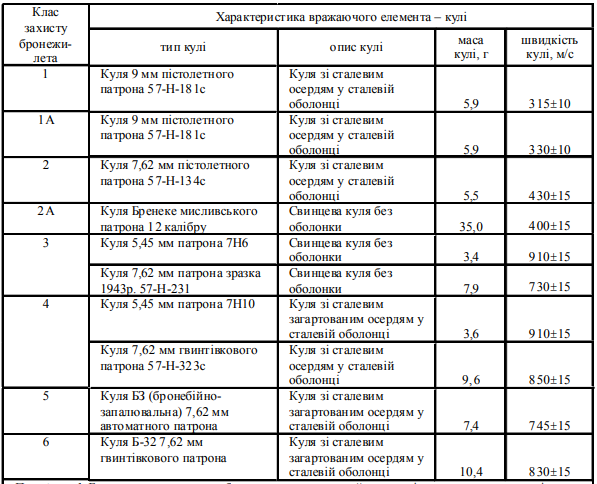 Клас захисту бронежи-лета
Характеристика вражаючого елемента – кулі
тип кулі
опис кулі
маса кулі, г
швидкість кулі, м/с
1
Куля 9 мм пістолетного
патрона 57-Н-181с
Куля зі сталевим
осердям у сталевій
оболонці
5,9
315±10
1А
Куля 9 мм пістолетного
патрона 57-Н-181с
Куля зі сталевим
осердям у сталевій
оболонці
5,9
330±10
2
Куля 7,62 мм пістолетного
патрона 57-Н-134с
Куля зі сталевим
осердям у сталевій
оболонці
5,5
430±15
2А
Куля Бренеке мисливського
патрона 12 калібру
Свинцева куля без
оболонки
35,0
400±15
3
Куля 5,45 мм патрона 7Н6
Свинцева куля без
оболонки
3,4
910±15
Куля 7,62 мм патрона зразка
1943р. 57-Н-231
Свинцева куля без
оболонки
7,9
730±15
4
Куля 5,45 мм патрона 7Н10
Куля зі сталевим
загартованим осердям у
сталевій оболонці
3,6
910±15
Куля 7,62 мм гвинтівкового
патрона 57-Н-323с
Куля зі сталевим
осердям у сталевій
оболонці
9,6
850±15
5
Куля БЗ (бронебійно-
запалювальна) 7,62 мм
автоматного патрона
Куля зі сталевим
загартованим осердям у
сталевій оболонці
7,4
745±15
6
Куля Б-32 7,62 мм
гвинтівкового патрона
Куля зі сталевим
загартованим осердям у
сталевій оболонці
10,4
830±15